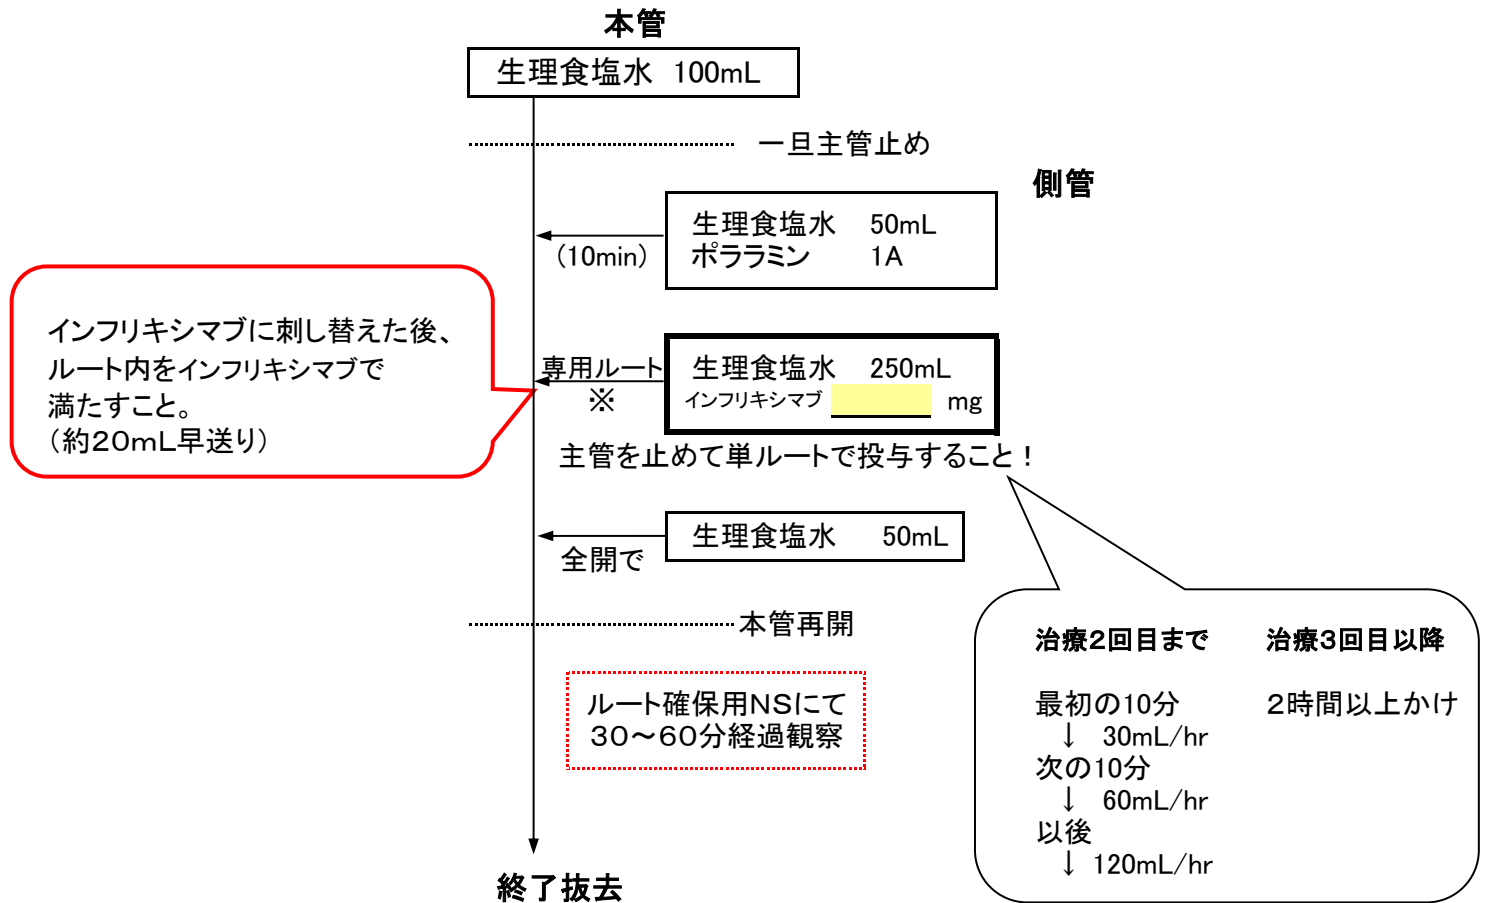 本管
生理食塩水 100mL
一旦主管止め
側管
生理食塩水 50mL
ポララミン 1A
(10min)
インフリキシマブに刺し替えた後、
ルート内をインフリキシマブで
満たすこと。
(約20mL早送り)
専用ルート
※
生理食塩水 250mL
インフリキシマブ mg
主管を止めて単ルートで投与すること！
生理食塩水 50mL
全開で
本管再開
ルート確保用NSにて
30～60分経過観察
治療2回目まで 治療3回目以降
最初の10分 2時間以上かけ
↓ 30mL/hr
次の10分
↓ 60mL/hr
以後
↓ 120mL/hr
終了抜去